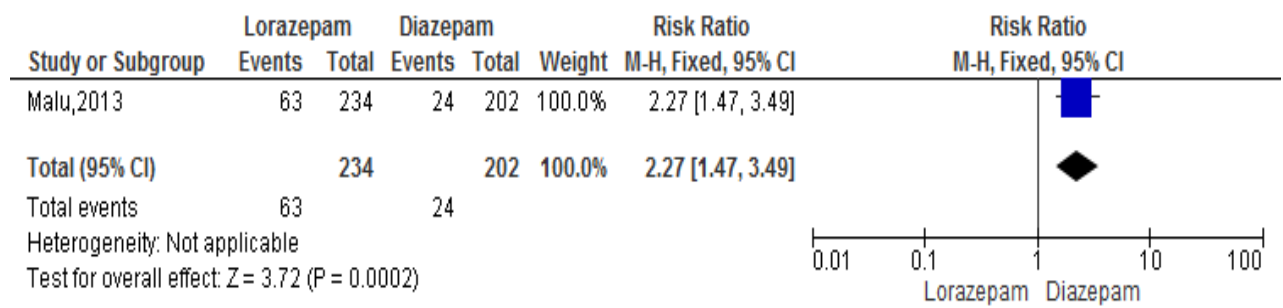 Lorazepam Diazepam Risk Ratio Risk Ratio
Study or Subgroup Events Total Events Total Weight M-H, Fixed, 95% CI M-H, Fixed, 95% CI
Malu,2013 63 234 24 202 100.0% 2.27 [1.47, 3.49]
Total (95% CI) 234 202 100.0% 2.27 [1.47, 3.49]
Total events 63 24
Heterogeneity: Not applicable
Test for overall effect: Z = 3.72 (P = 0.0002)
0.01 0.1 1 10 100
Lorazepam Diazepam